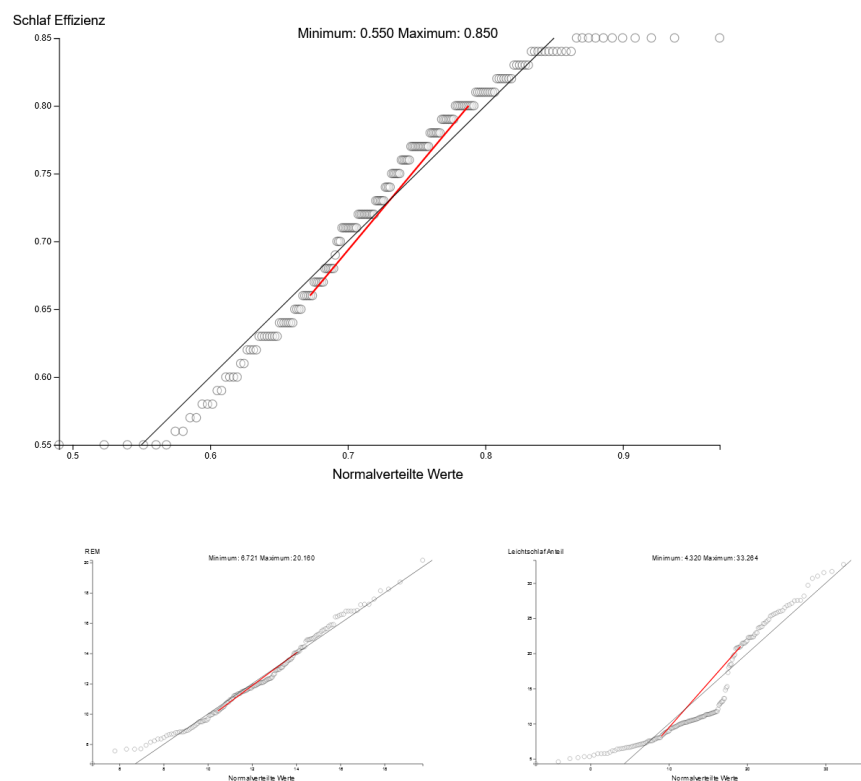 Schlaf Effizienz
Minimum: 0.550 Maximum: 0.850
0.85
0.80
0.75
0.70
0.65
0.60
0.55
0.5 0.6 0.7 0.8 0.9
Normalverteilte Werte
REM
Minimum: 6.721 Maximum: 20.160
Normalverteilte Werte
Leichtschlaf Anteil
Minimum: 4.320 Maximum: 33.264
Normalverteilte Werte